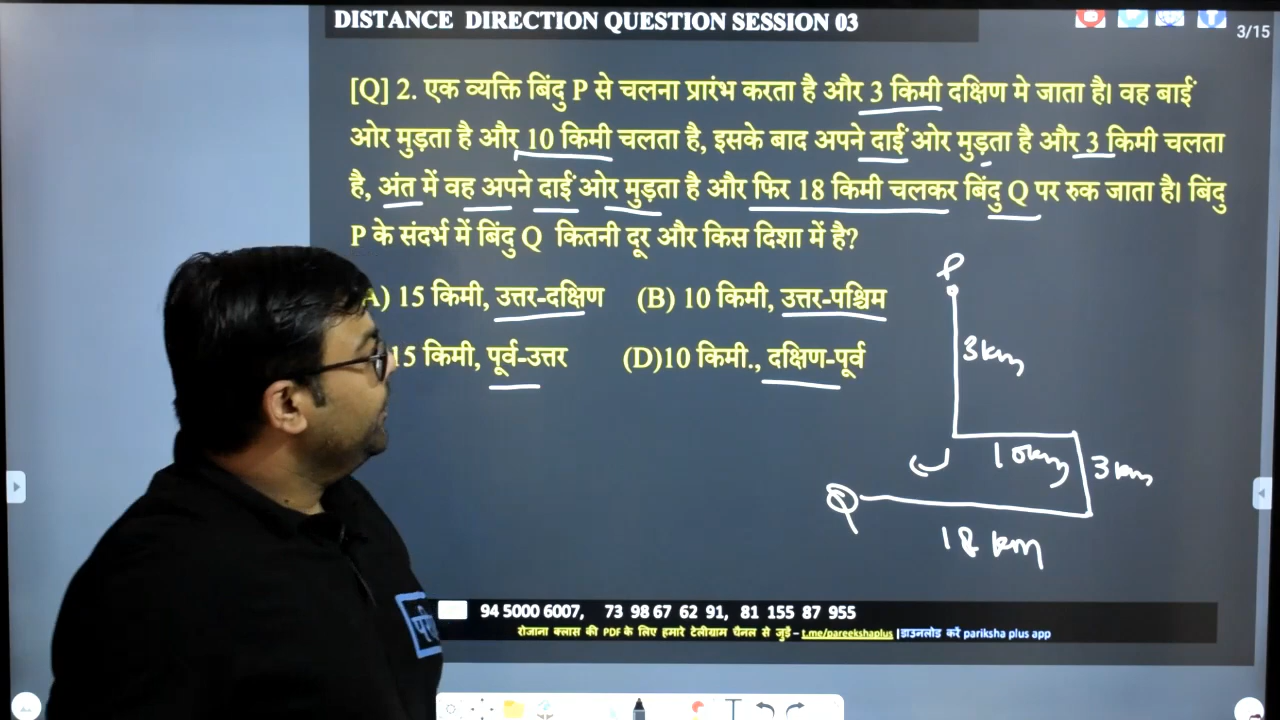 DISTANCE DIRECTION QUESTION SESSION 03
3/15
[Q] 2. एक व्यक्ति बिंदु P से चलना प्रारंभ करता है और 3 किमी दक्षिण मे जाता है। वह बाईं
ओर मुड़ता है और 10 किमी चलता है, इसके बाद अपने दाईं ओर मुड़ता है और 3 किमी चलता
है, अंत में वह अपने दाईं ओर मुड़ता है और फिर 18 किमी चलकर बिंदु Q पर रुक जाता है। बिंदु
P के संदर्भ में बिंदु Q कितनी दूर और किस दिशा में है?
A) 15 किमी, उत्तर-दक्षिण (B) 10 किमी, उत्तर-पश्चिम
15 किमी, पूर्व-उत्तर (D)10 किमी., दक्षिण-पूर्व
P
3km
10km
3km
Q
18 km
94 5000 6007, 73 98 67 62 91, 81 155 87 955
रोजाना क्लास की PDF के लिए हमारे टेलीग्राम चैनल से जुड़ें – t.me/pareekshaplus | डाउनलोड करें pariksha plus app